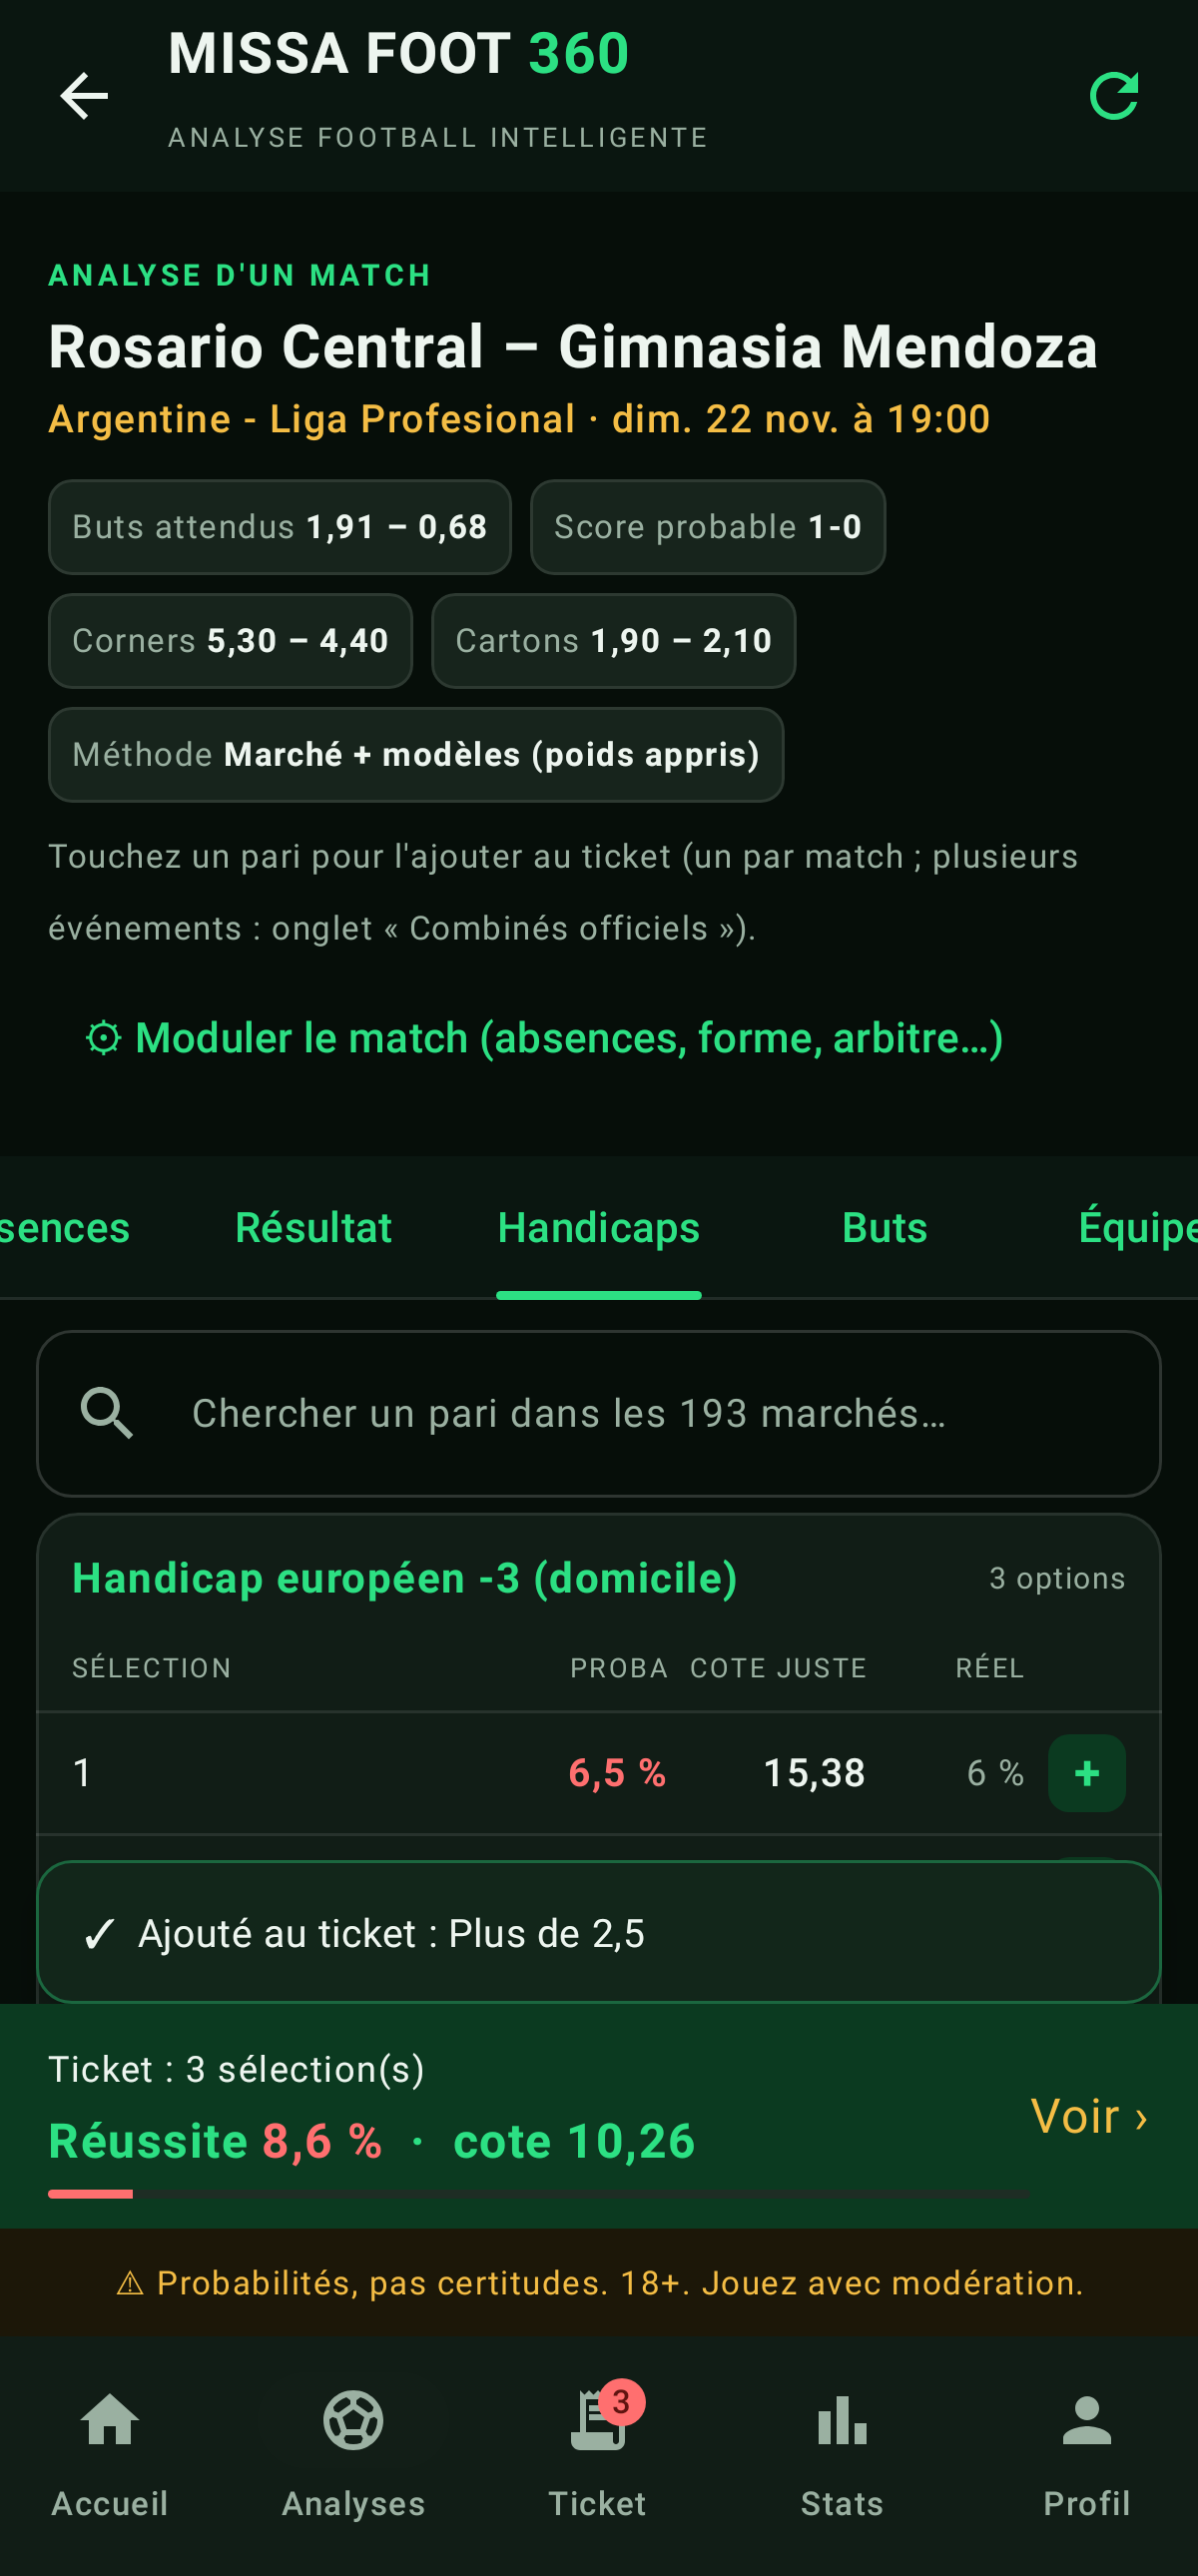 MISSA FOOT 360
ANALYSE FOOTBALL INTELLIGENTE
ANALYSE D'UN MATCH
Rosario Central – Gimnasia Mendoza
Argentine - Liga Profesional · dim. 22 nov. à 19:00
Buts attendus 1,91 – 0,68 Score probable 1-0
Corners 5,30 – 4,40 Cartons 1,90 – 2,10
Méthode Marché + modèles (poids appris)
Touchez un pari pour l'ajouter au ticket (un par match ; plusieurs
événements : onglet « Combinés officiels »).
Moduler le match (absences, forme, arbitre…)
sences Résultat Handicaps Buts Équipe
Chercher un pari dans les 193 marchés…
Handicap européen -3 (domicile) 3 options
SÉLECTION PROBA COTE JUSTE RÉEL
1 6,5 % 15,38 6 % +
✓ Ajouté au ticket : Plus de 2,5
Ticket : 3 sélection(s)
Réussite 8,6 % · cote 10,26
Voir ›
⚠ Probabilités, pas certitudes. 18+. Jouez avec modération.
3
Accueil Analyses Ticket Stats Profil